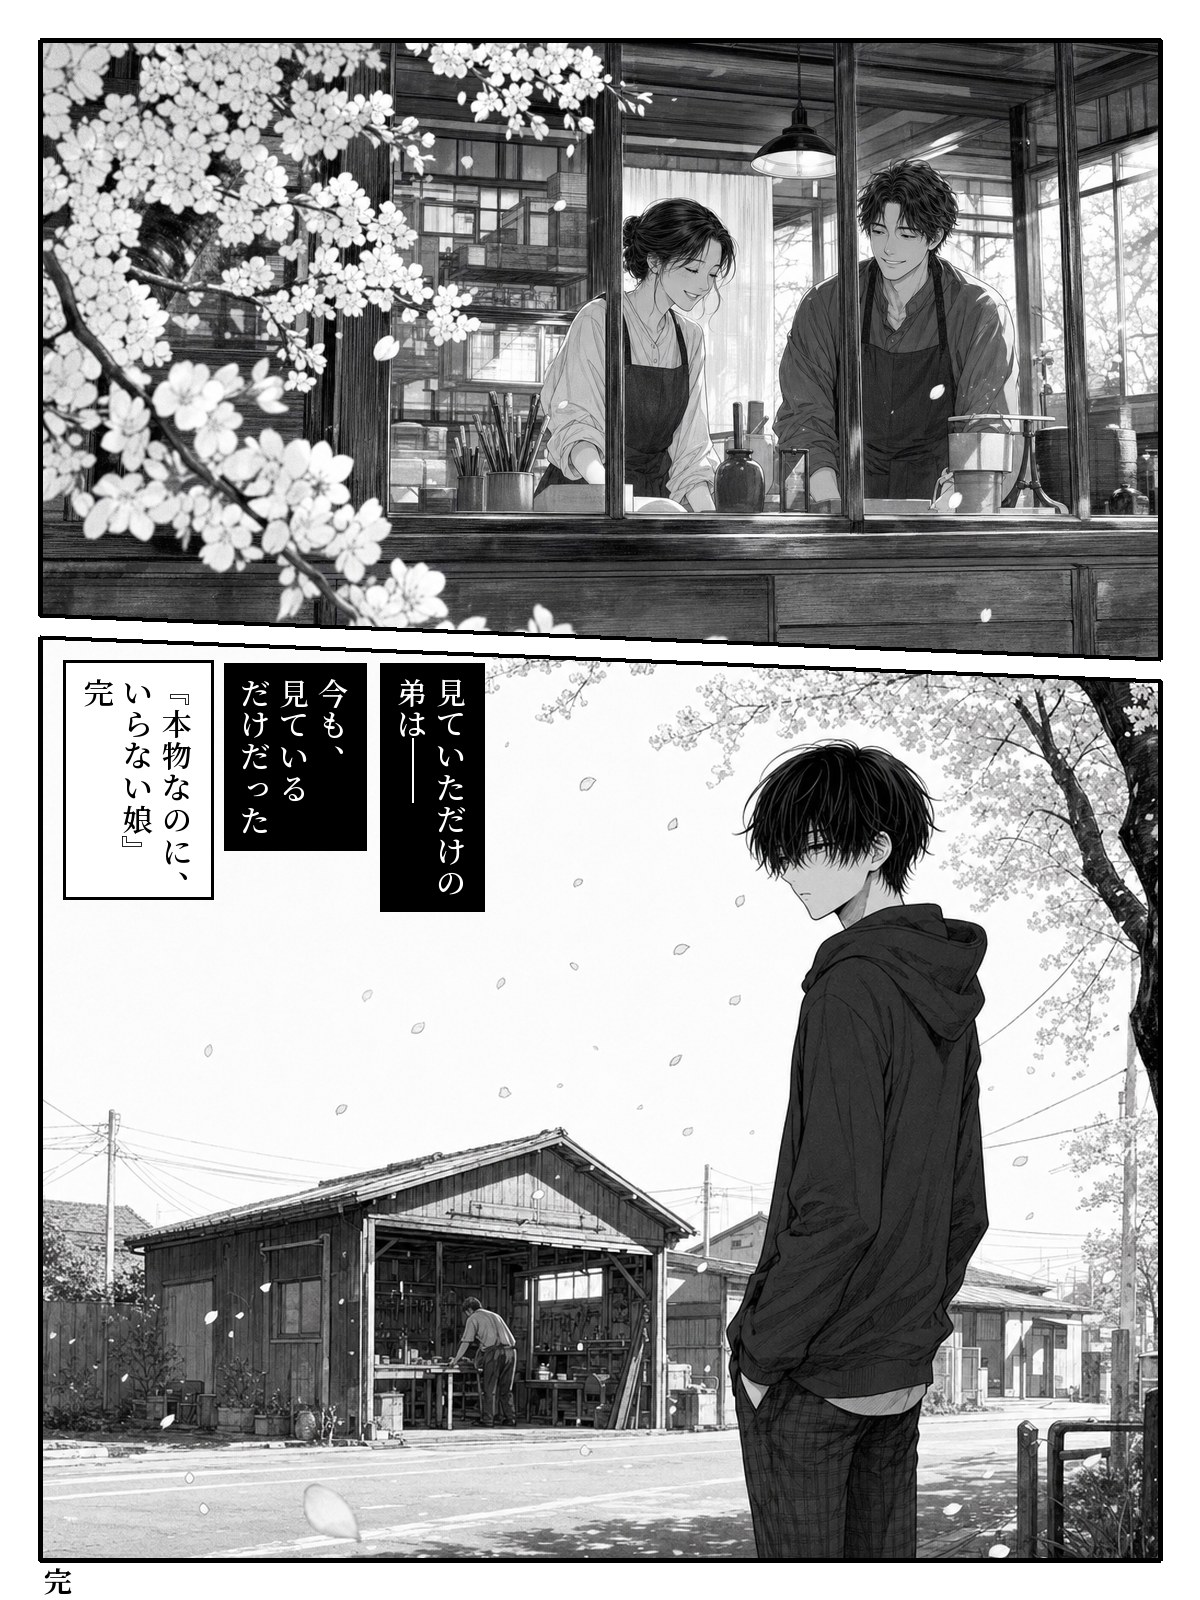 見ていただけの
弟は――
今も、
見ている
だけだった
『本物なのに、
いらない娘』
完
完